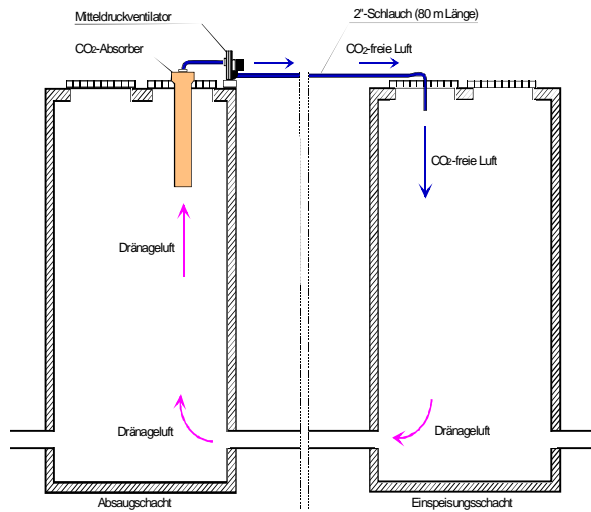 Mitteldruckventilator
2"-Schlauch (80 m Länge)
CO2-Absorber
CO2-freie Luft
CO2-freie Luft
Dränageluft
Dränageluft
Dränageluft
Absaugschacht
Einspeisungsschacht